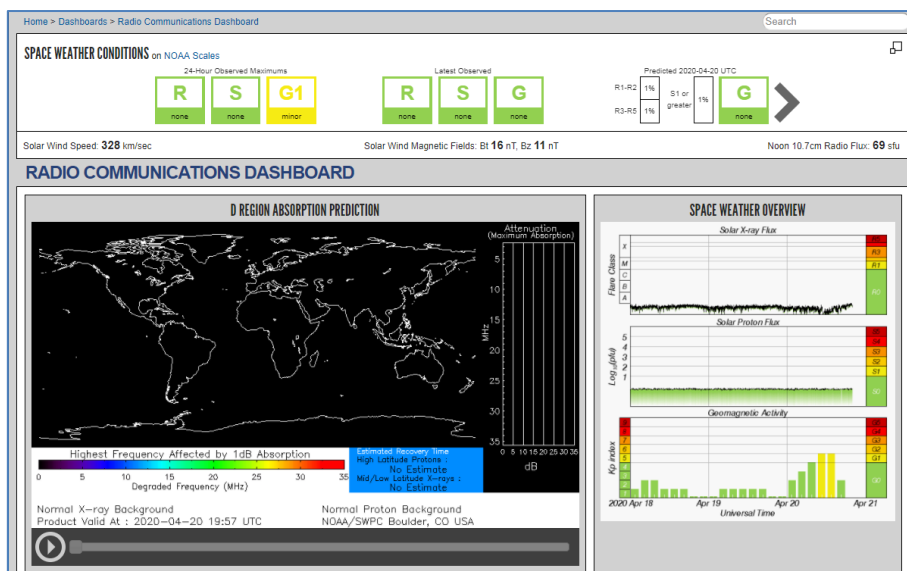 Home > Dashboards > Radio Communications Dashboard
Search
SPACE WEATHER CONDITIONS on NOAA Scales
24-Hour Observed Maximums
R
none
S
none
G1
minor
Latest Observed
R
none
S
none
G
none
Predicted 2020-04-20 UTC
R1-R2 1%
R3-R5 1%
S1 or
greater
1%
G
none
Solar Wind Speed: 328 km/sec
Solar Wind Magnetic Fields: Bt 16 nT, Bz 11 nT
Noon 10.7cm Radio Flux: 69 sfu
RADIO COMMUNICATIONS DASHBOARD
D REGION ABSORPTION PREDICTION
Attenuation
(Maximum Absorption)
5
10
15
20
25
30
35
MHz
0 5 10 15 20 25 30 35
dB
Highest Frequency Affected by 1dB Absorption
0 5 10 15 20 25 30 35
Degraded Frequency (MHz)
Estimated Recovery Time
High Latitude Protons :
No Estimate
Mid/Low Latitude X-rays :
No Estimate
Normal X-ray Background
Product Valid At : 2020-04-20 19:57 UTC
Normal Proton Background
NOAA/SWPC Boulder, CO USA
SPACE WEATHER OVERVIEW
Solar X-ray Flux
Flare Class
X
M
C
B
A
R3
R1
R0
Solar Proton Flux
Log10(pfu)
5
4
3
2
1
S4
S3
S2
S1
S0
Geomagnetic Activity
Kp index
9
8
7
6
5
4
3
2
1
G5
G4
G3
G2
G1
G0
2020 Apr 18
Apr 19
Apr 20
Apr 21
Universal Time